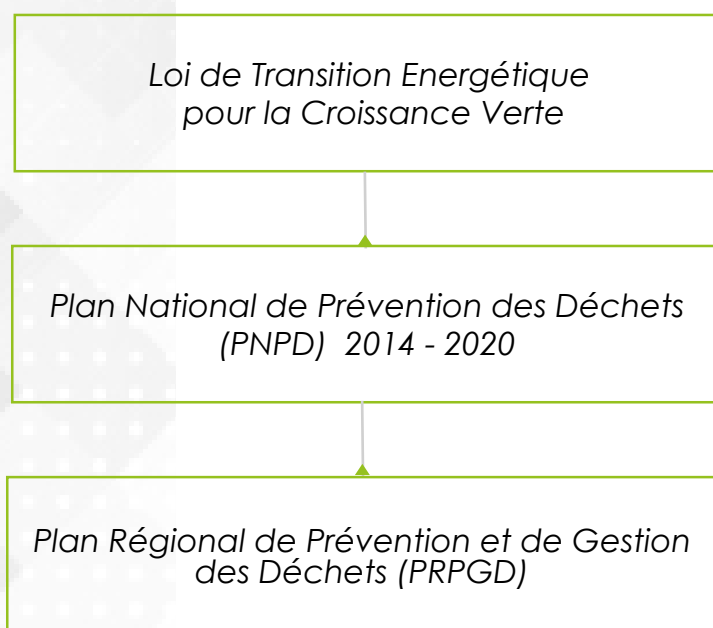 Loi de Transition Energétique
pour la Croissance Verte
Plan National de Prévention des Déchets
(PNPD) 2014 - 2020
Plan Régional de Prévention et de Gestion
des Déchets (PRPGD)